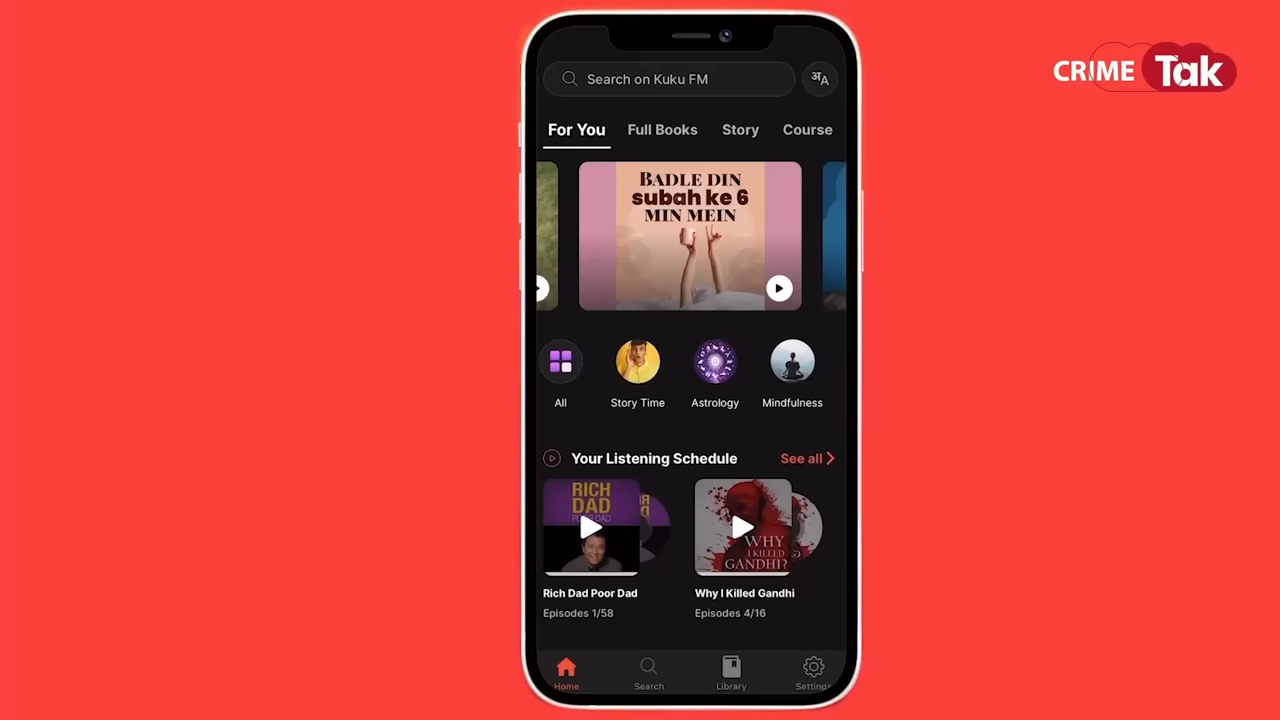 CRIME Tak
Search on Kuku FM
अA
For You Full Books Story Course
BADLE DIN
subah ke 6
MIN MEIN
All Story Time Astrology Mindfulness
Your Listening Schedule See all
RICH
DAD
POOR DAD
WHY
I KILLED
GANDHI?
Rich Dad Poor Dad Why I Killed Gandhi
Episodes 1/58 Episodes 4/16
Home Search Library Settings